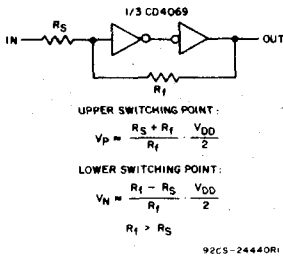 1/3 CD4069
IN
RS
OUT
Rf
UPPER SWITCHING POINT:
VP ≈ RS + Rf / Rf · VDD / 2
LOWER SWITCHING POINT:
VN ≈ Rf - RS / Rf · VDD / 2
Rf > RS
92CS-24440RI